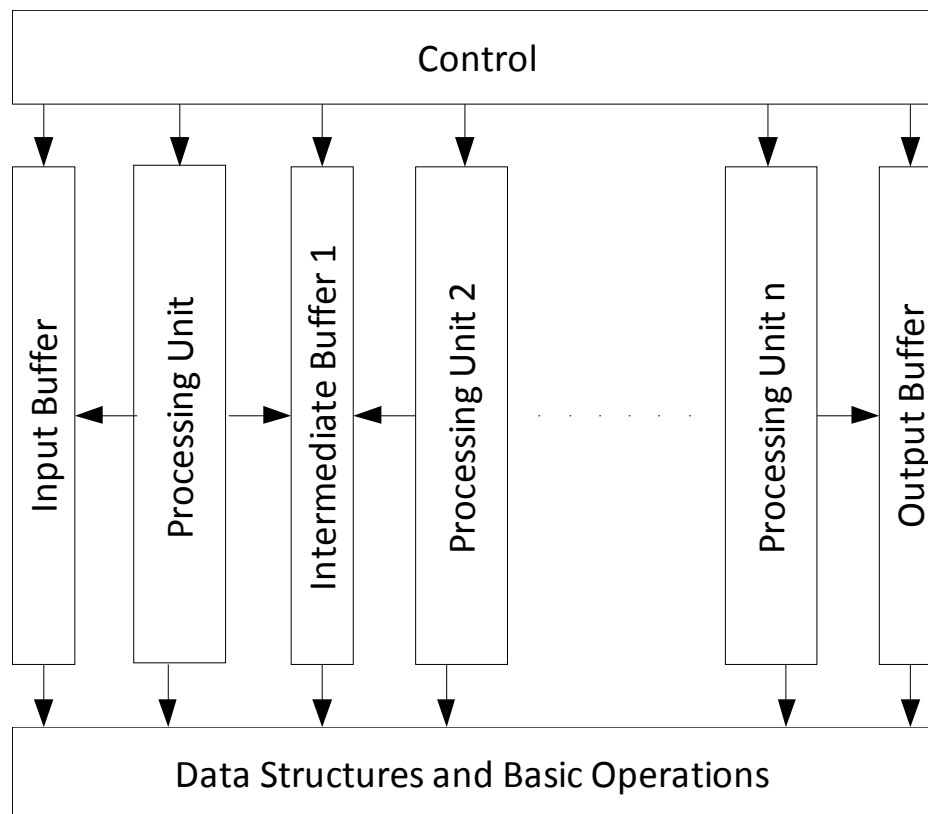 Control
Input Buffer
Processing Unit
Intermediate Buffer 1
Processing Unit 2
Processing Unit n
Output Buffer
Data Structures and Basic Operations